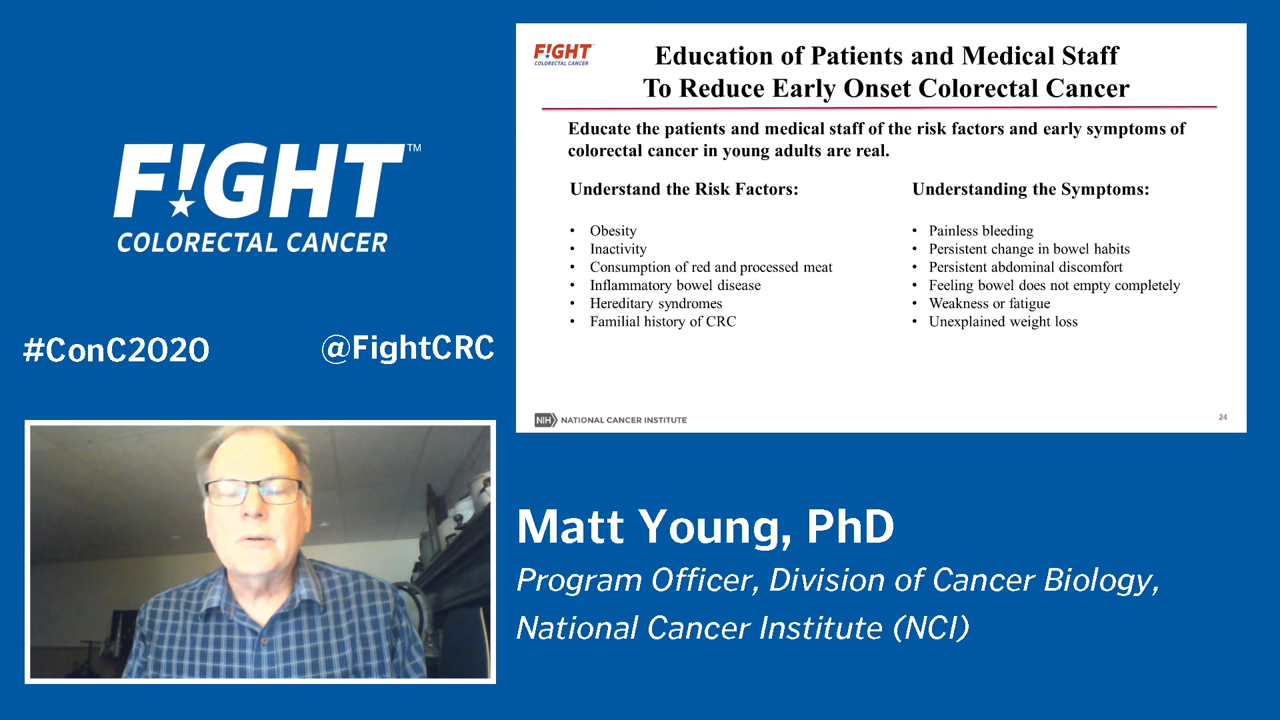 F!GHT™
COLORECTAL CANCER
#ConC2020
@FightCRC
F!GHT
COLORECTAL CANCER
Education of Patients and Medical Staff
To Reduce Early Onset Colorectal Cancer
Educate the patients and medical staff of the risk factors and early symptoms of
colorectal cancer in young adults are real.
Understand the Risk Factors:
• Obesity
• Inactivity
• Consumption of red and processed meat
• Inflammatory bowel disease
• Hereditary syndromes
• Familial history of CRC
Understanding the Symptoms:
• Painless bleeding
• Persistent change in bowel habits
• Persistent abdominal discomfort
• Feeling bowel does not empty completely
• Weakness or fatigue
• Unexplained weight loss
NIH NATIONAL CANCER INSTITUTE
24
Matt Young, PhD
Program Officer, Division of Cancer Biology,
National Cancer Institute (NCI)